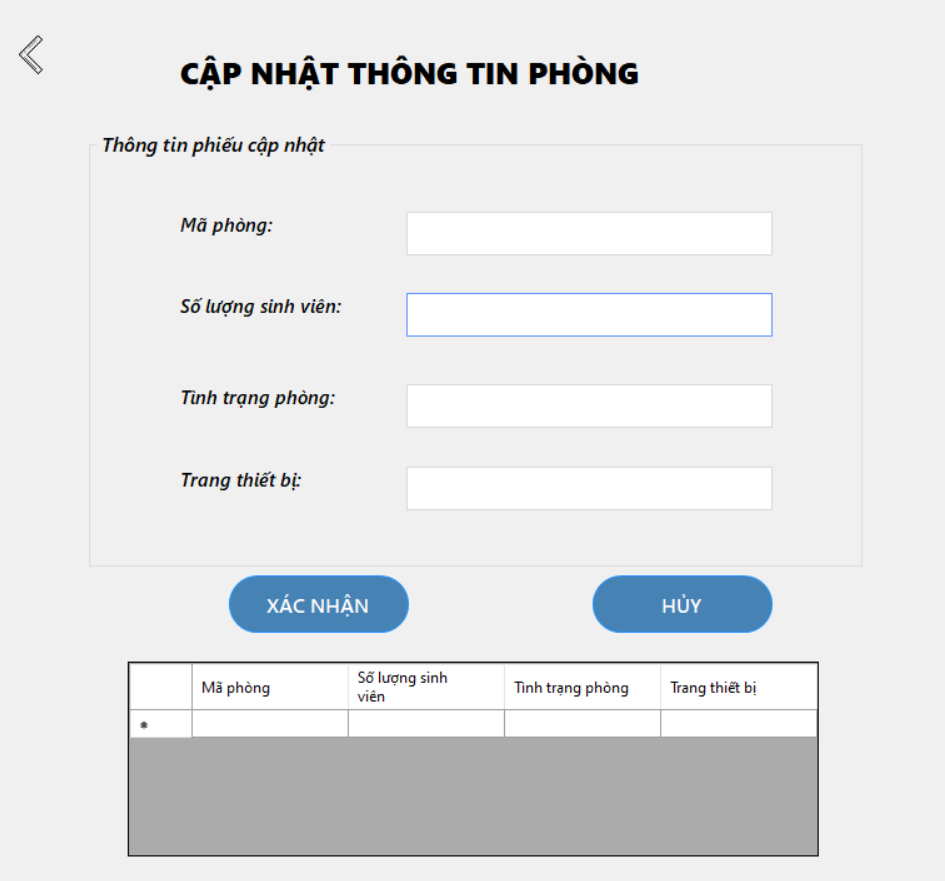 CẬP NHẬT THÔNG TIN PHÒNG
Thông tin phiếu cập nhật
Mã phòng:
Số lượng sinh viên:
Tình trạng phòng:
Trang thiết bị:
XÁC NHẬN
HỦY
Mã phòng
Số lượng sinh
viên
Tình trạng phòng
Trang thiết bị